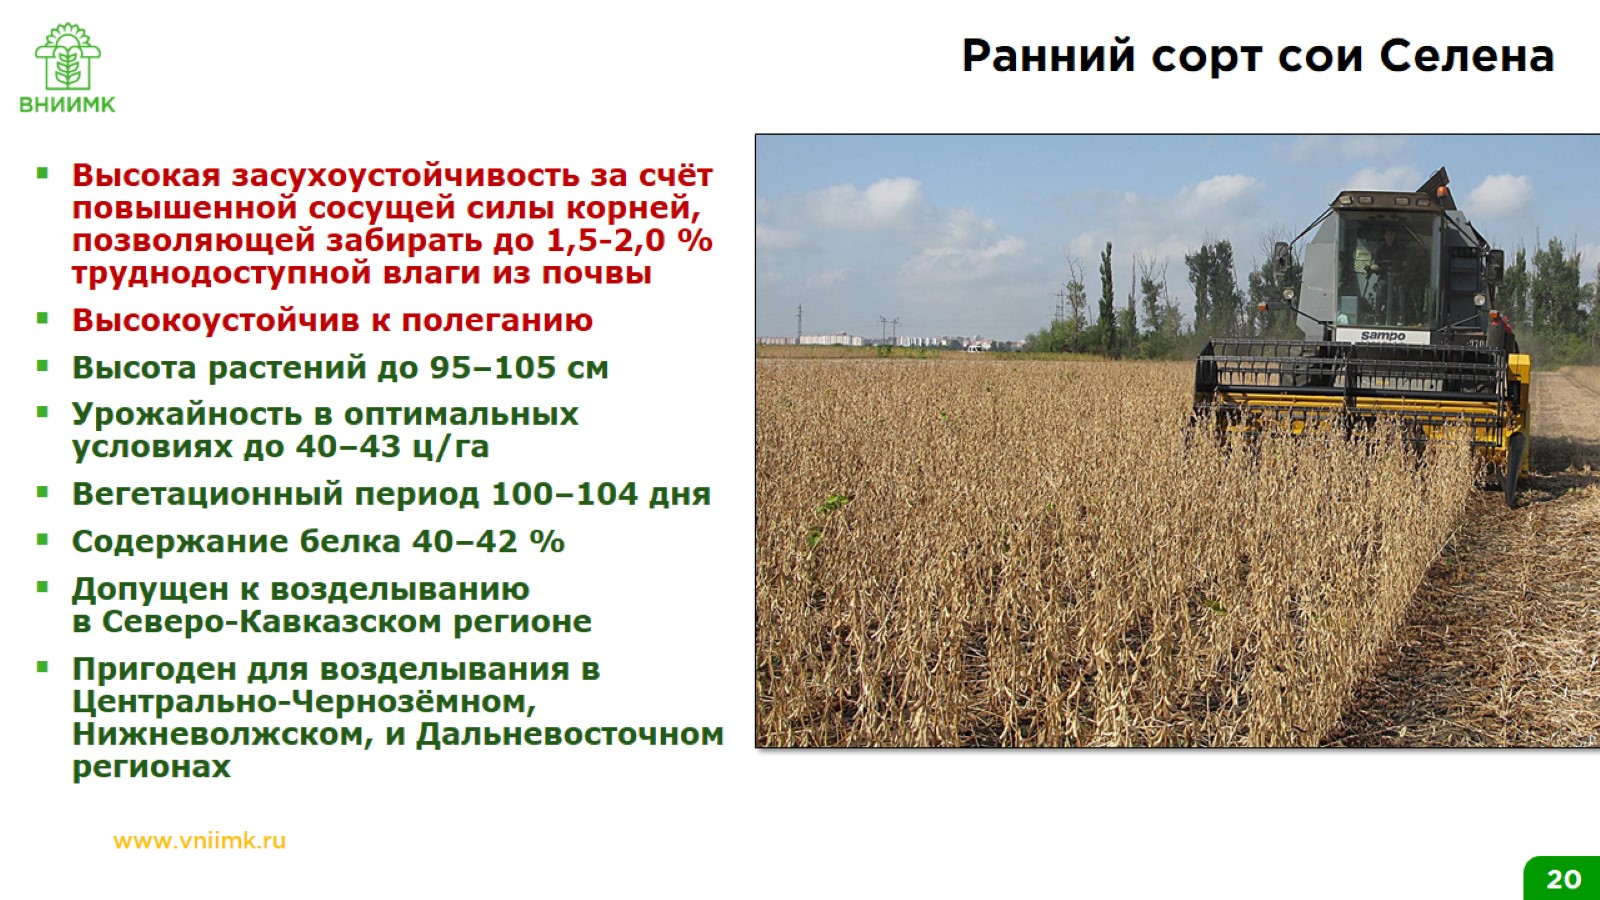 ВНИИМК
Ранний сорт сои Селена
Высокая засухоустойчивость за счёт
повышенной сосущей силы корней,
позволяющей забирать до 1,5-2,0 %
труднодоступной влаги из почвы
Высокоустойчив к полеганию
Высота растений до 95–105 см
Урожайность в оптимальных
условиях до 40–43 ц/га
Вегетационный период 100–104 дня
Содержание белка 40–42 %
Допущен к возделыванию
в Северо-Кавказском регионе
Пригоден для возделывания в
Центрально-Чернозёмном,
Нижневолжском, и Дальневосточном
регионах
sampo
www.vniimk.ru
20